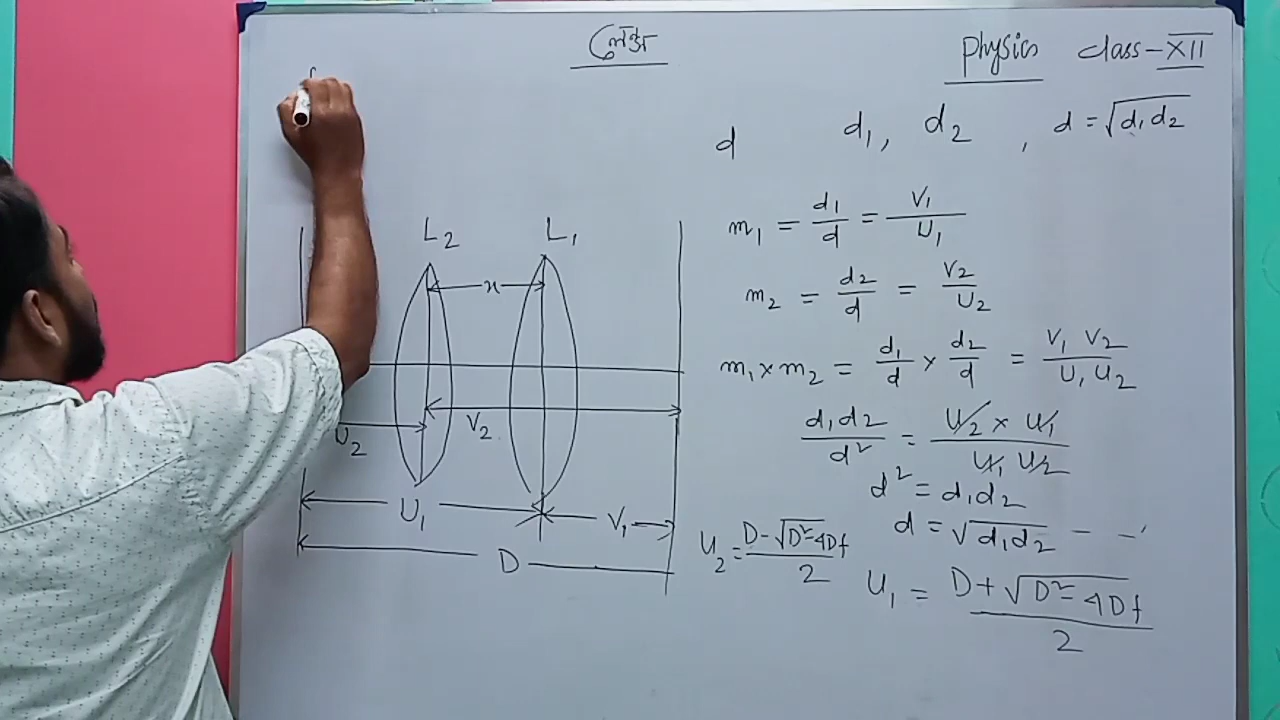 লেন্স
Physics class-XII
d d₁, d₂, d = √d₁d₂
m₁ = d₁/d = V₁/U₁
m₂ = d₂/d = V₂/U₂
m₁ x m₂ = d₁/d x d₂/d = V₁ V₂/U₁ U₂
d₁d₂/d² = U₂ x U₁/U₁ U₂
d² = d₁d₂
d = √d₁d₂ - -
U₂ = D-√D²-4Df/2
U₁ = D+√D²-4Df/2
L₂ L₁
x
U₂ V₂
U₁ V₁
D